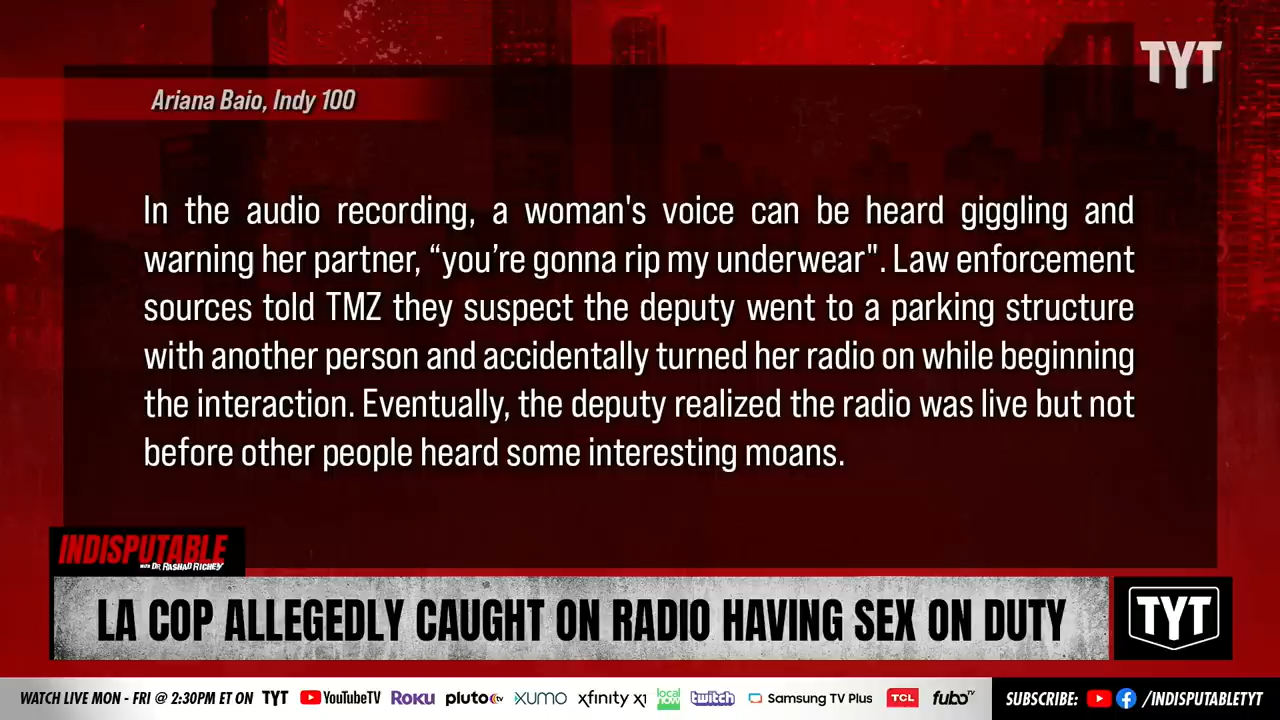 TYT
Ariana Baio, Indy 100
In the audio recording, a woman's voice can be heard giggling and
warning her partner, “you’re gonna rip my underwear". Law enforcement
sources told TMZ they suspect the deputy went to a parking structure
with another person and accidentally turned her radio on while beginning
the interaction. Eventually, the deputy realized the radio was live but not
before other people heard some interesting moans.
INDISPUTABLE
WITH DR. RASHAD RICHEY
LA COP ALLEGEDLY CAUGHT ON RADIO HAVING SEX ON DUTY
TYT
WATCH LIVE MON - FRI @ 2:30PM ET ON TYT YouTubeTV ROKU pluto tv XUMO xfinity x1 local now twitch Samsung TV Plus TCL fubo TV SUBSCRIBE: /INDISPUTABLETYT